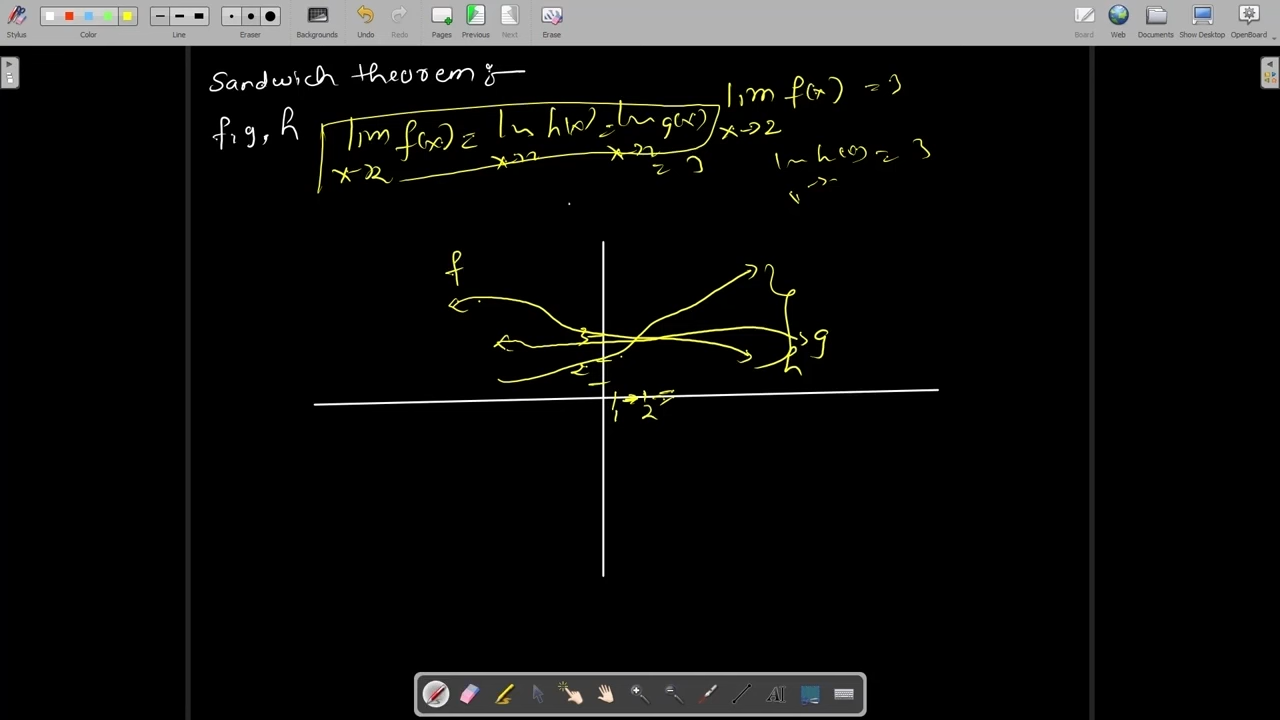 Stylus Color Line Eraser Backgrounds Undo Redo Pages Previous Next Erase Board Web Documents Show Desktop OpenBoard
Sandwich theorem :-
f, g, h
lim f(x) = lim h(x) = lim g(x)
x→2 x→2 x→2
= 3
lim f(x) = 3
x→2
lim h(x) = 3
f
3
g
2
h
1 2